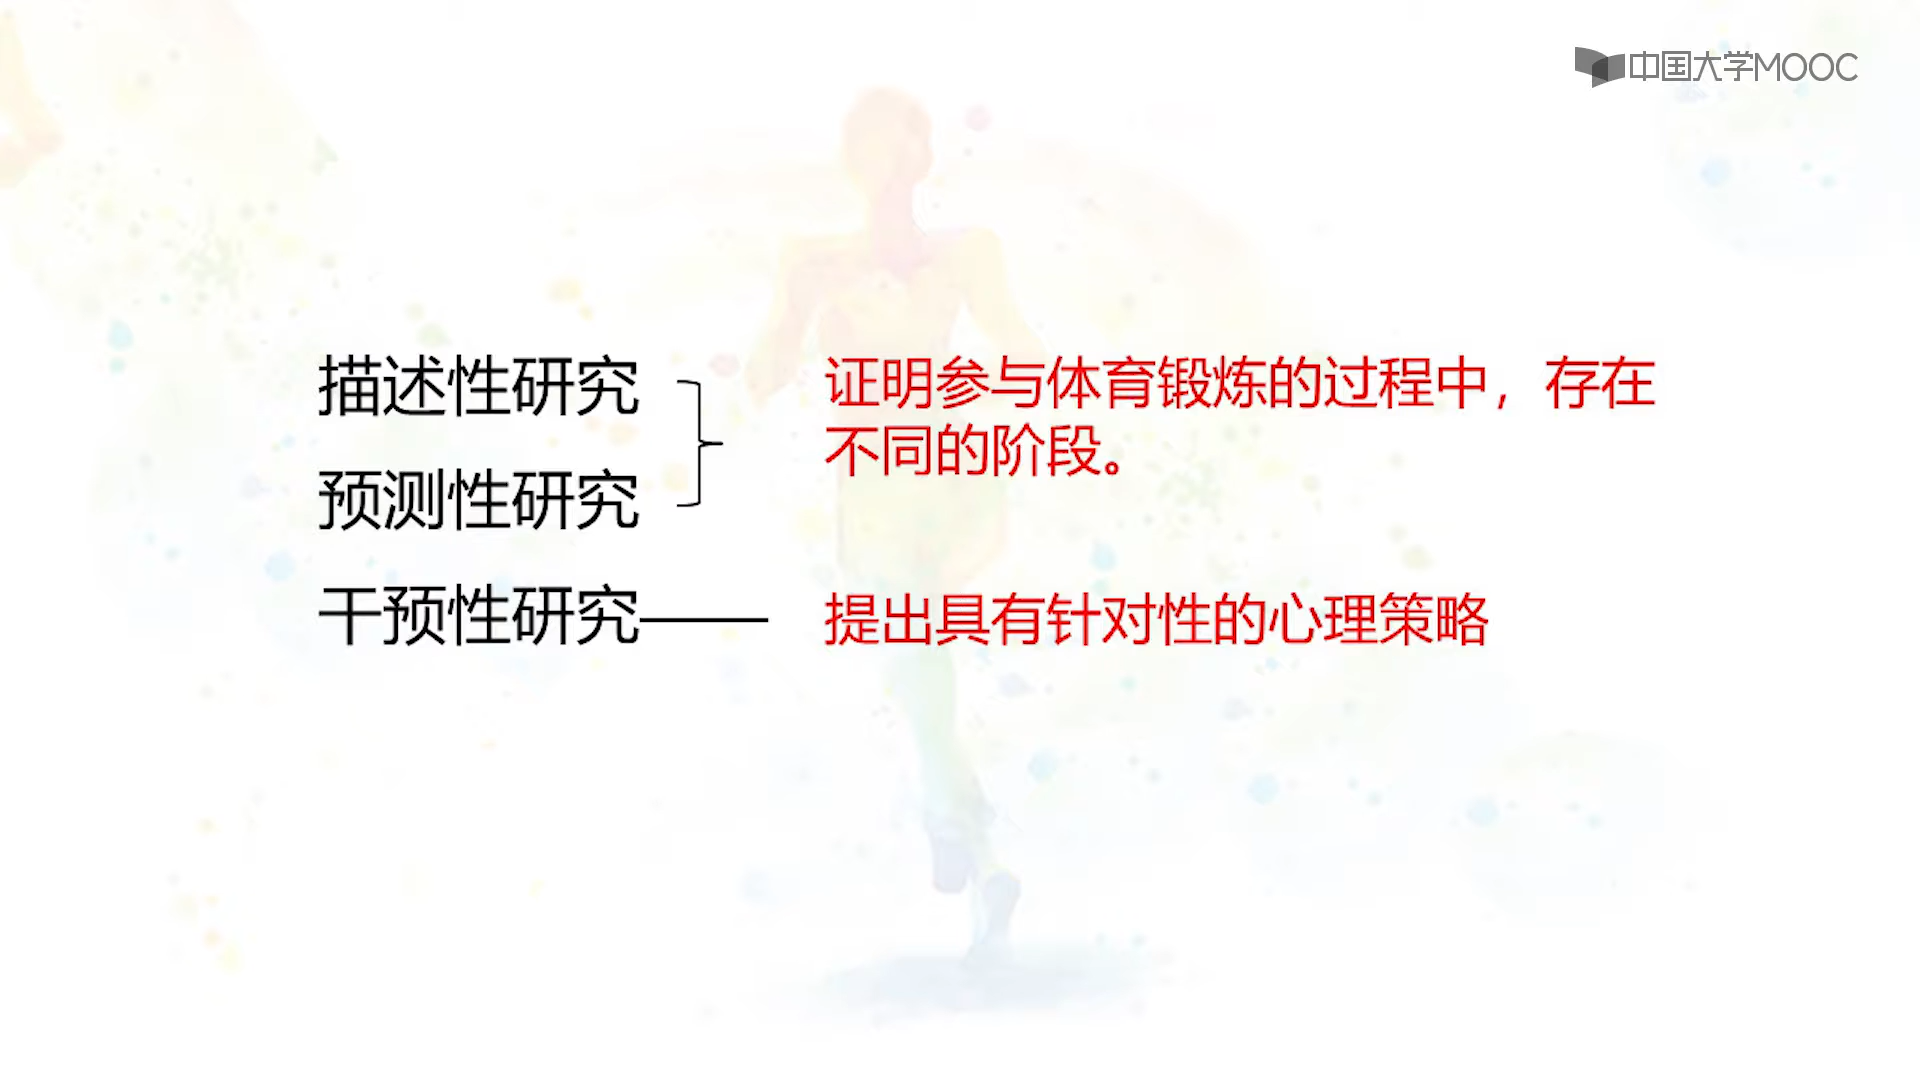 中国大学MOOC
描述性研究
预测性研究
证明参与体育锻炼的过程中，存在
不同的阶段。
干预性研究——
提出具有针对性的心理策略